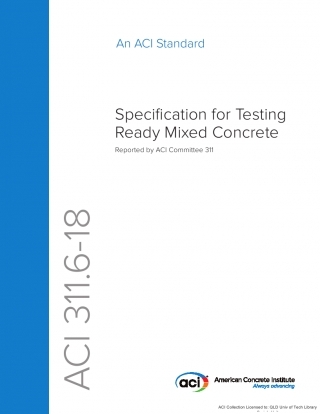 An ACI Standard
Specification for Testing
Ready Mixed Concrete
Reported by ACI Committee 311
ACI 311.6-18
aci
American Concrete Institute
Always advancing
ACI Collection Licensed to: QLD Univ of Tech Library